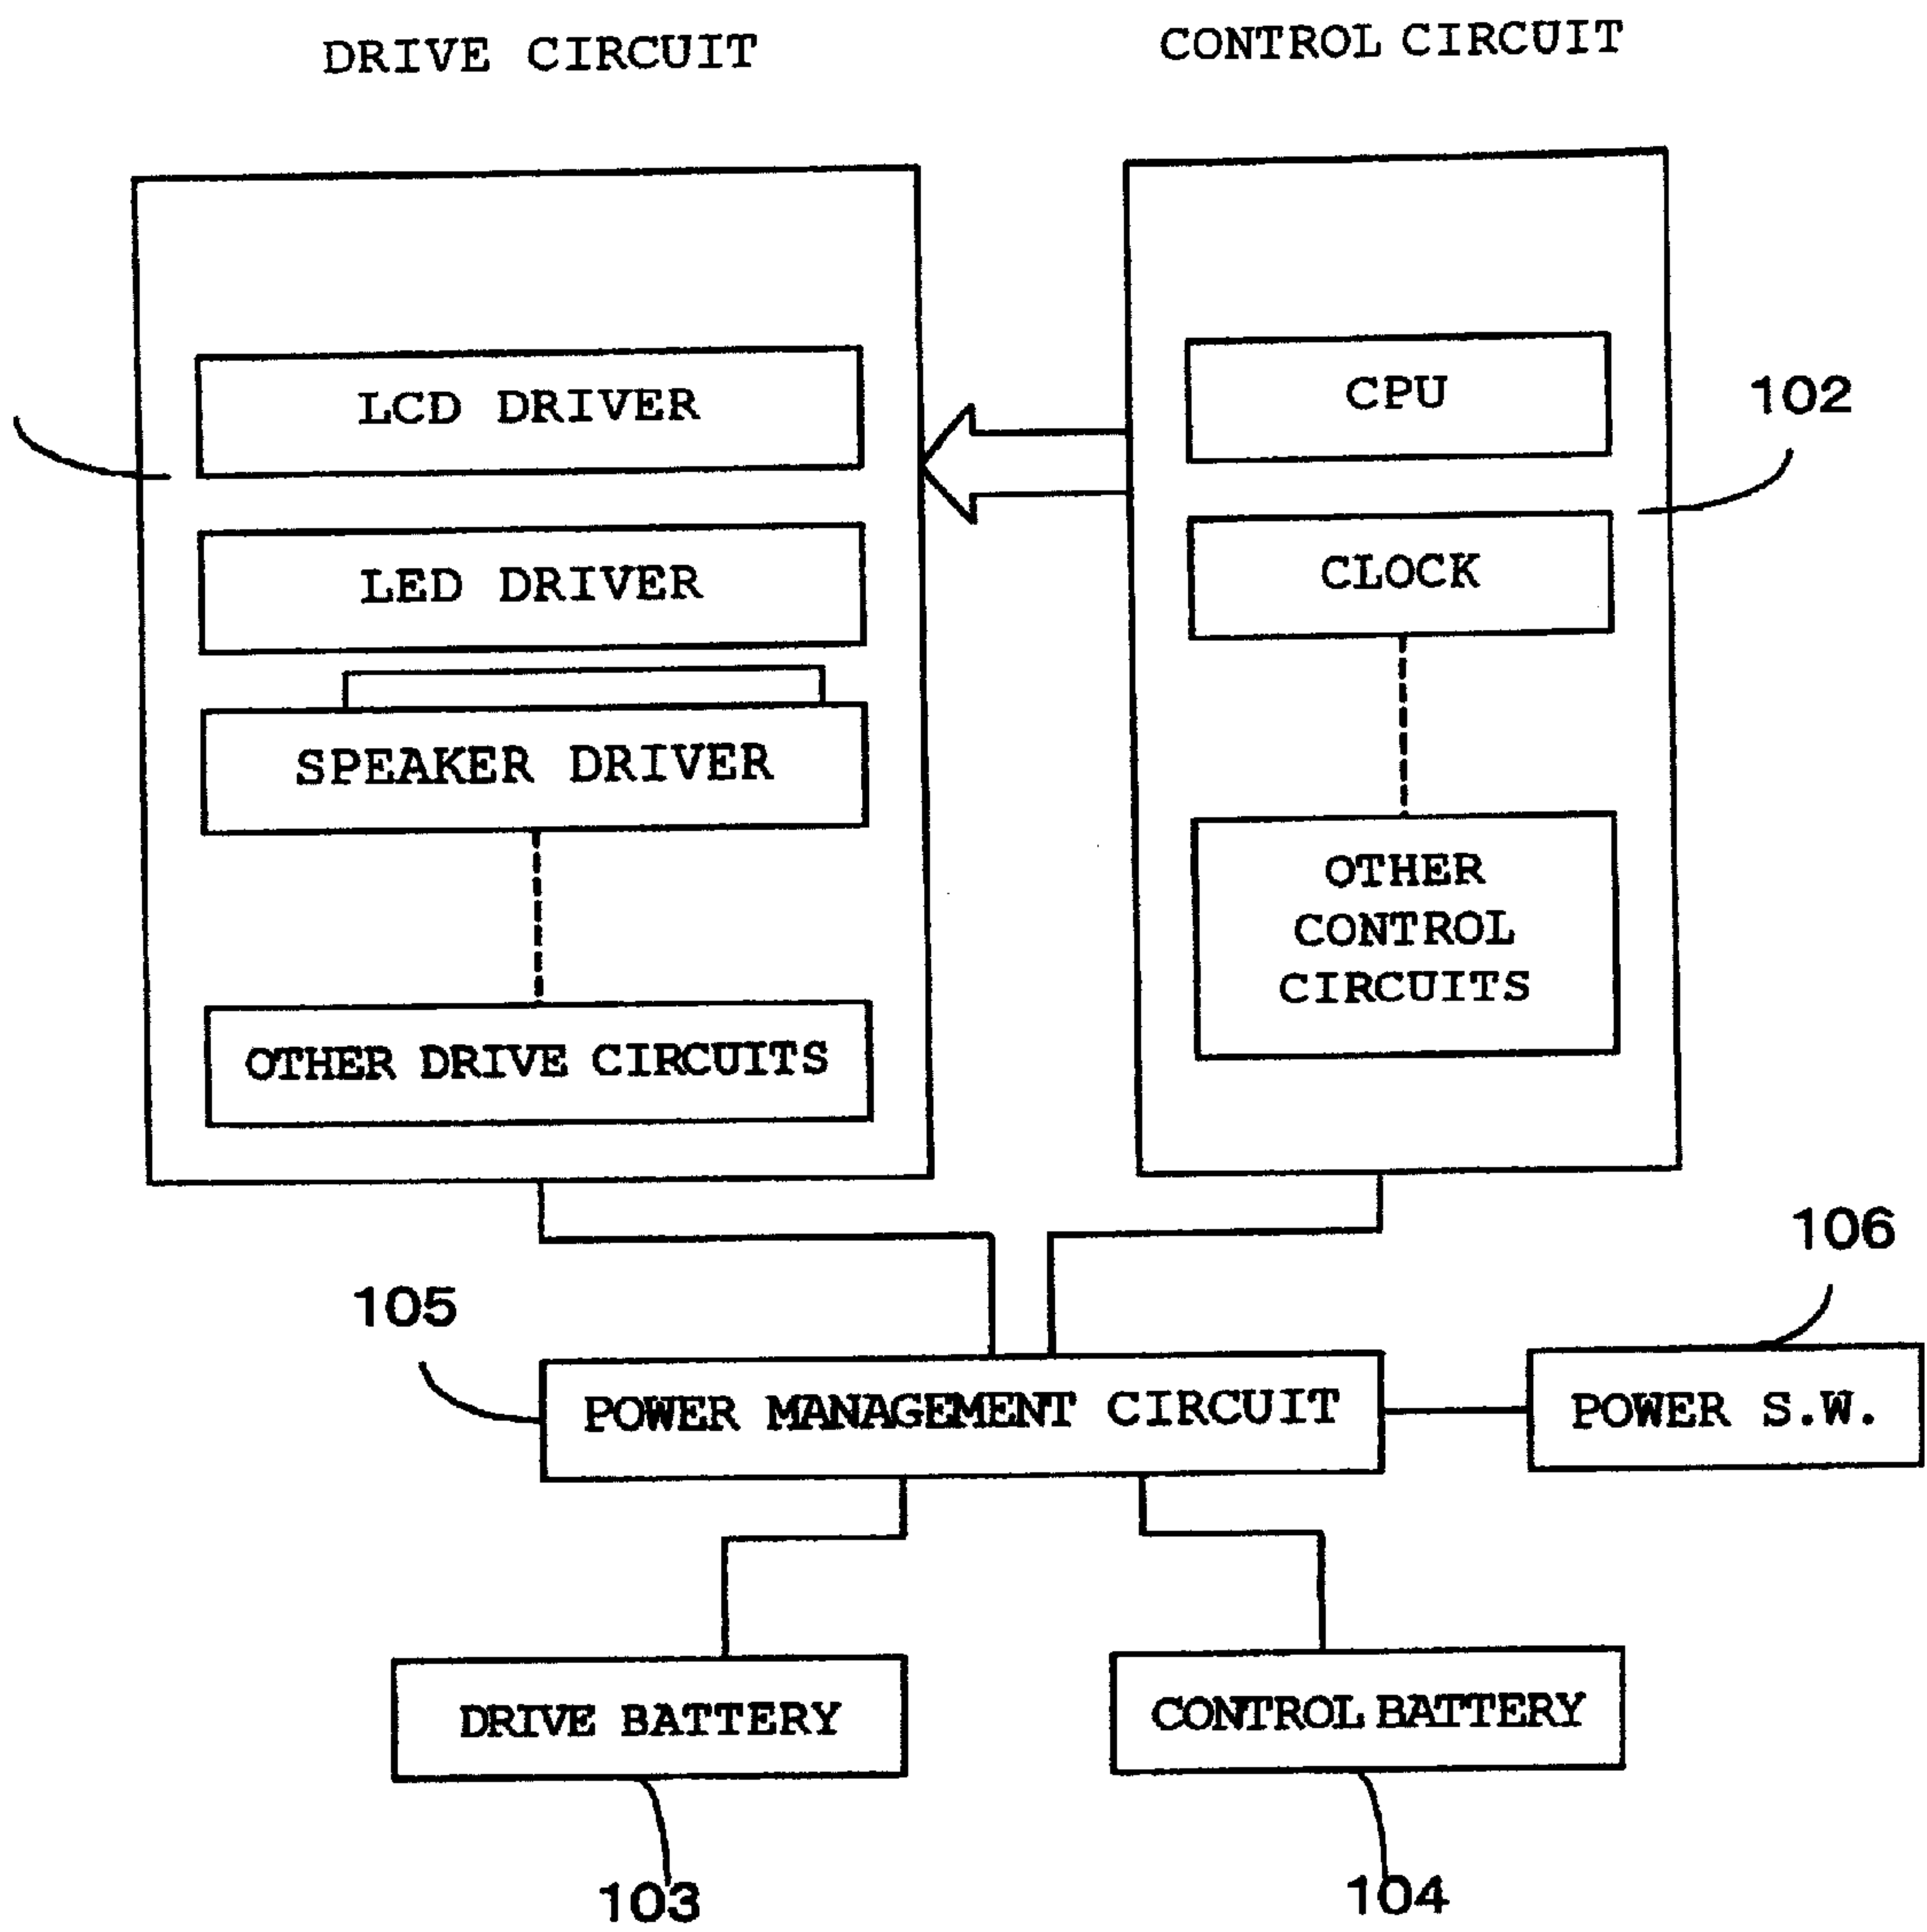 DRIVE CIRCUIT
CONTROL CIRCUIT
LCD DRIVER
CPU
102
CLOCK
LED DRIVER
SPEAKER DRIVER
OTHER
CONTROL
CIRCUITS
OTHER DRIVE CIRCUITS
106
105
POWER MANAGEMENT CIRCUIT
POWER S.W.
DRIVE BATTERY
CONTROL BATTERY
103
104